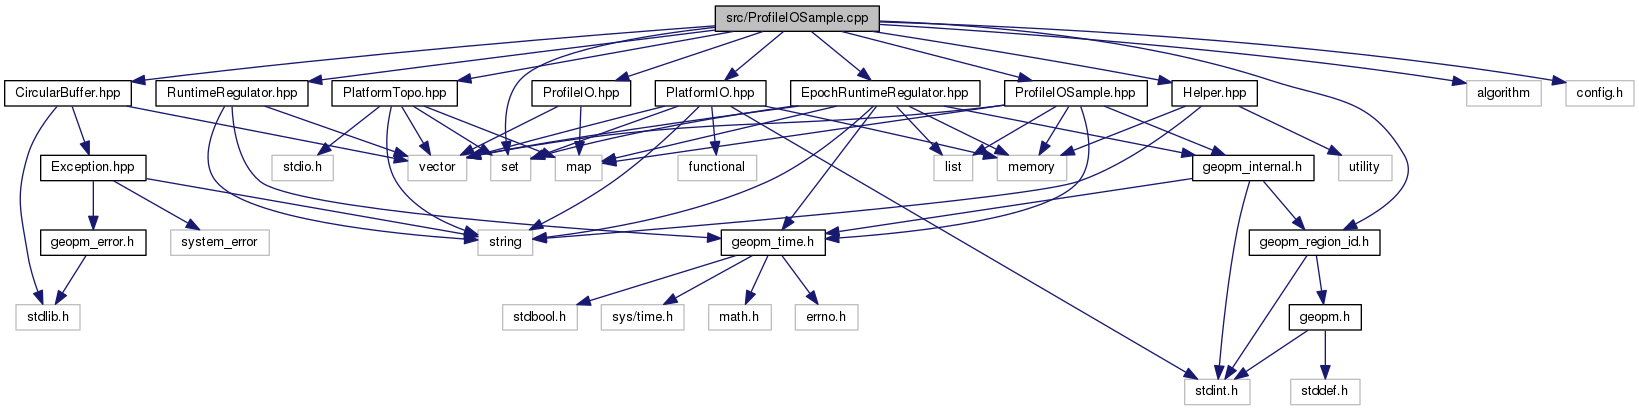 src/ProfileIOSample.cpp
CircularBuffer.hpp
RuntimeRegulator.hpp
PlatformTopo.hpp
ProfileIO.hpp
PlatformIO.hpp
EpochRuntimeRegulator.hpp
ProfileIOSample.hpp
Helper.hpp
algorithm
config.h
Exception.hpp
stdio.h
vector
set
map
functional
list
memory
geopm_internal.h
utility
geopm_error.h
system_error
string
geopm_time.h
geopm_region_id.h
stdlib.h
stdbool.h
sys/time.h
math.h
errno.h
geopm.h
stdint.h
stddef.h